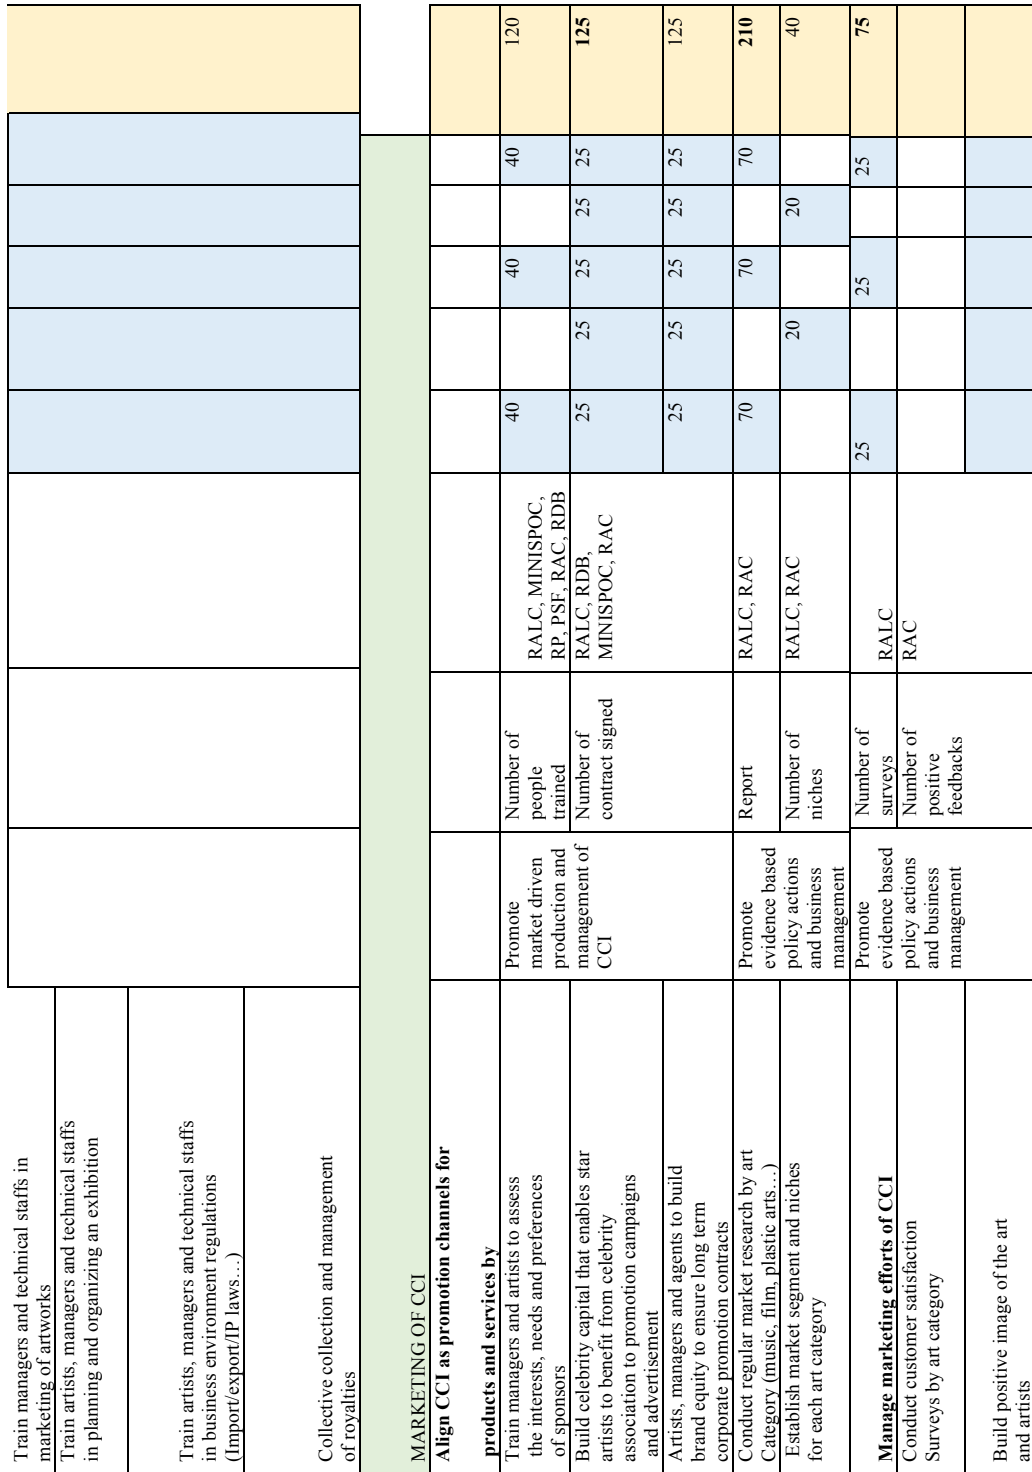 Train managers and technical staffs in
marketing of artworks
Train artists, managers and technical staffs
in planning and organizing an exhibition
Train artists, managers and technical staffs
in business environment regulations
(Import/export/IP laws…)
Collective collection and management
of royalties
MARKETING OF CCI
Align CCI as promotion channels for
products and services by
Train managers and artists to assess
the interests, needs and preferences
of sponsors
Promote
market driven
production and
management of
CCI
Number of
people
trained
RALC, MINISPOC,
RP, PSF, RAC, RDB
40
40
40
120
Build celebrity capital that enables star
artists to benefit from celebrity
association to promotion campaigns
and advertisement
Number of
contract signed
RALC, RDB,
MINISPOC, RAC
25
25
25
25
25
125
Artists, managers and agents to build
brand equity to ensure long term
corporate promotion contracts
25
25
25
25
25
125
Conduct regular market research by art
Category (music, film, plastic arts…)
Promote
evidence based
policy actions
and business
management
Report
RALC, RAC
70
70
70
210
Establish market segment and niches
for each art category
Number of
niches
RALC, RAC
20
20
40
Manage marketing efforts of CCI
Promote
evidence based
policy actions
and business
management
Number of
surveys
RALC
25
25
25
75
Conduct customer satisfaction
Surveys by art category
Number of
positive
feedbacks
RAC
Build positive image of the art
and artists